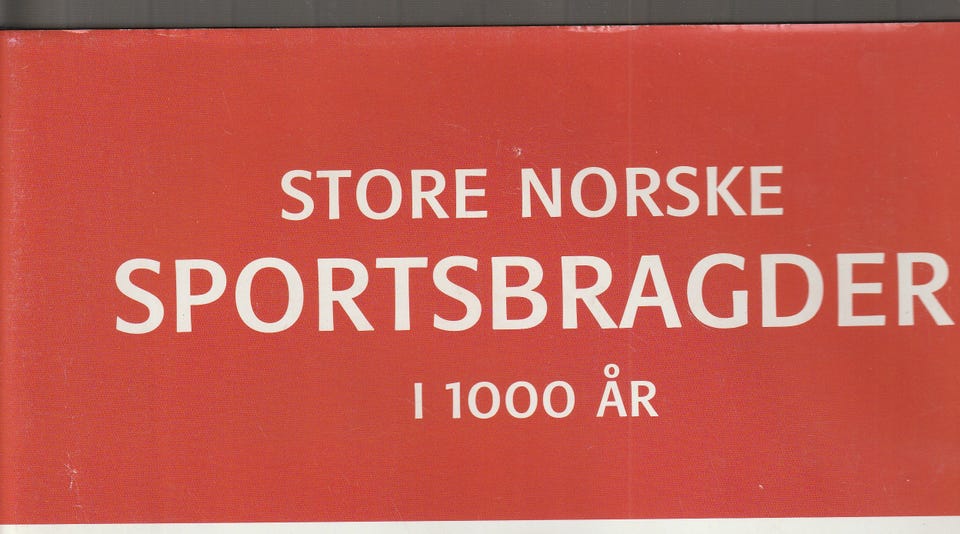 STORE NORSKE
SPORTSBRAGDER
I 1000 ÅR